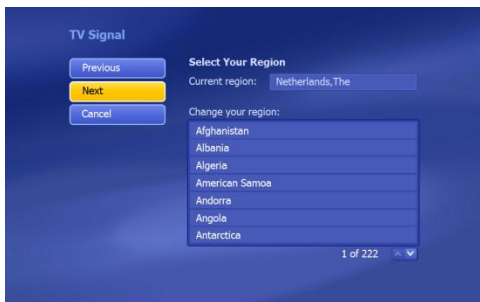 TV Signal
Previous
Next
Cancel
Select Your Region
Current region: Netherlands,The
Change your region:
Afghanistan
Albania
Algeria
American Samoa
Andorra
Angola
Antarctica
1 of 222